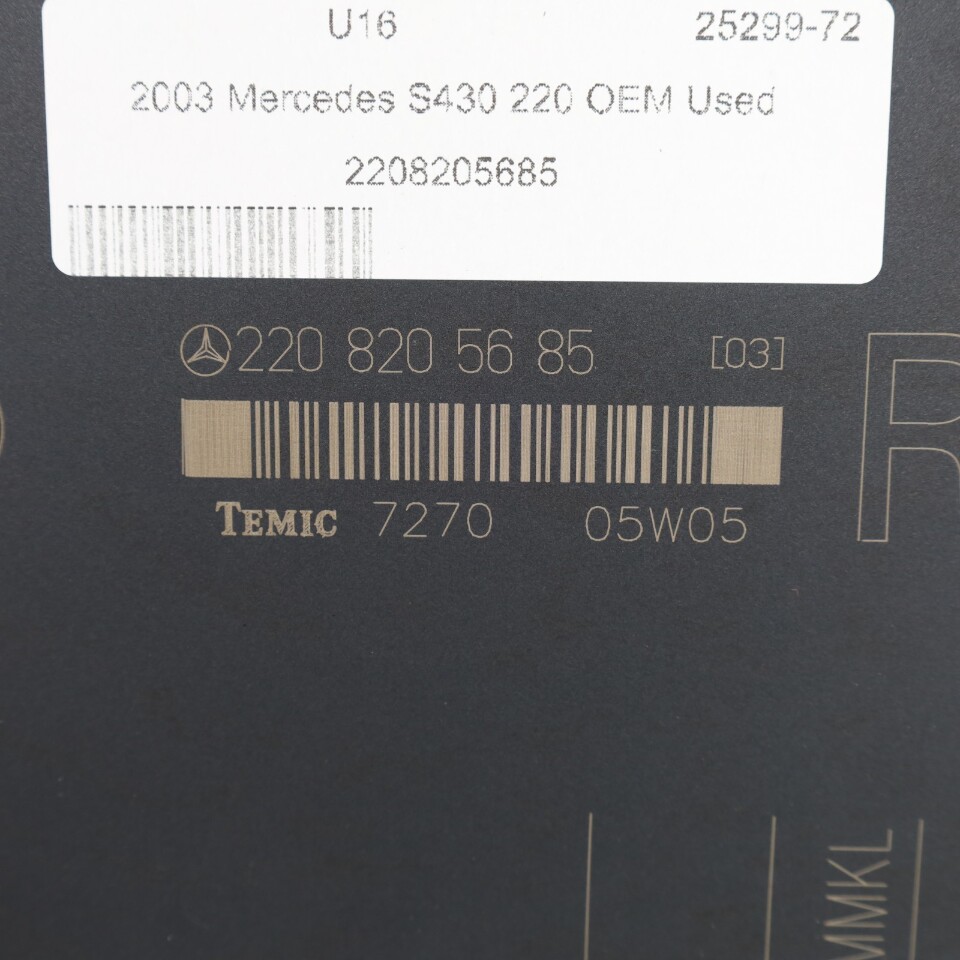 U16 25299-72
2003 Mercedes S430 220 OEM Used
2208205685
220 820 56 85 [03]
TEMIC 7270 05W05
R
MMKL